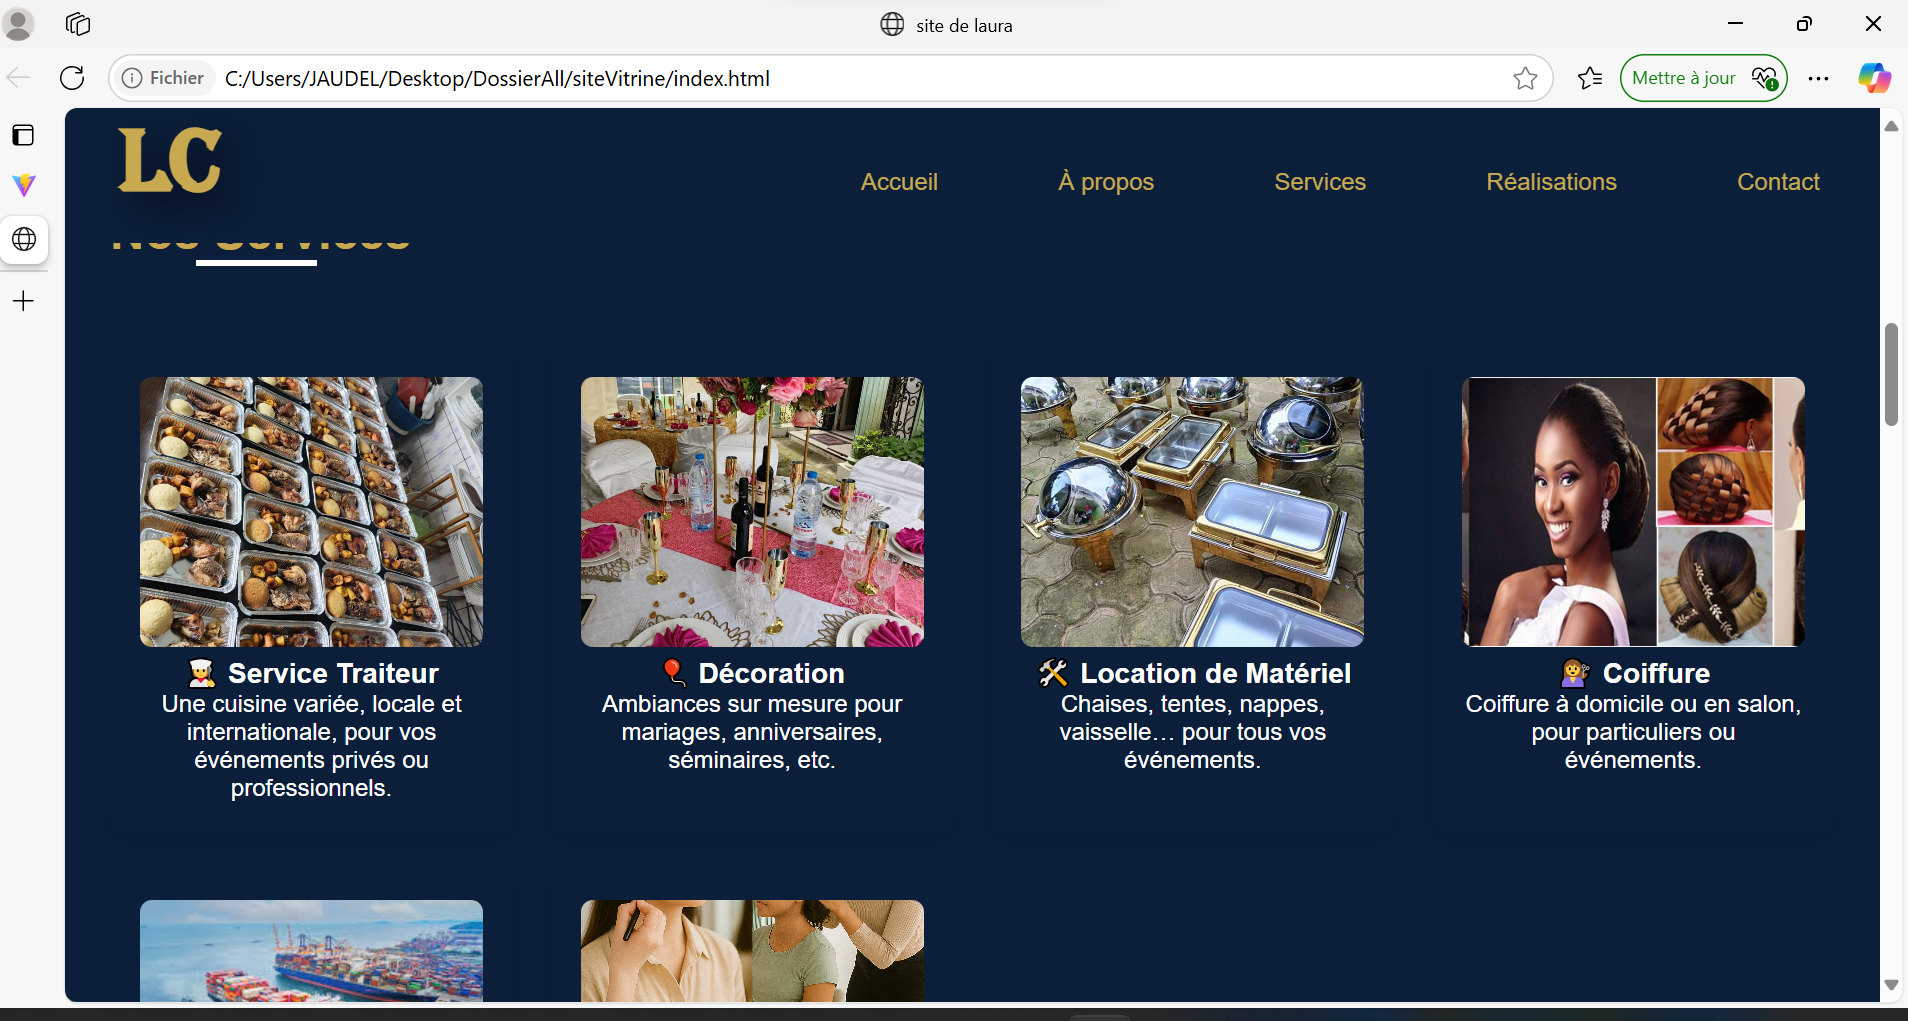 site de laura
Fichier C:/Users/JAUDEL/Desktop/DossierAll/siteVitrine/index.html Mettre à jour
LC
Accueil À propos Services Réalisations Contact
Nos Services
Service Traiteur
Une cuisine variée, locale et
internationale, pour vos
événements privés ou
professionnels.
Décoration
Ambiances sur mesure pour
mariages, anniversaires,
séminaires, etc.
Location de Matériel
Chaises, tentes, nappes,
vaisselle… pour tous vos
événements.
Coiffure
Coiffure à domicile ou en salon,
pour particuliers ou
événements.